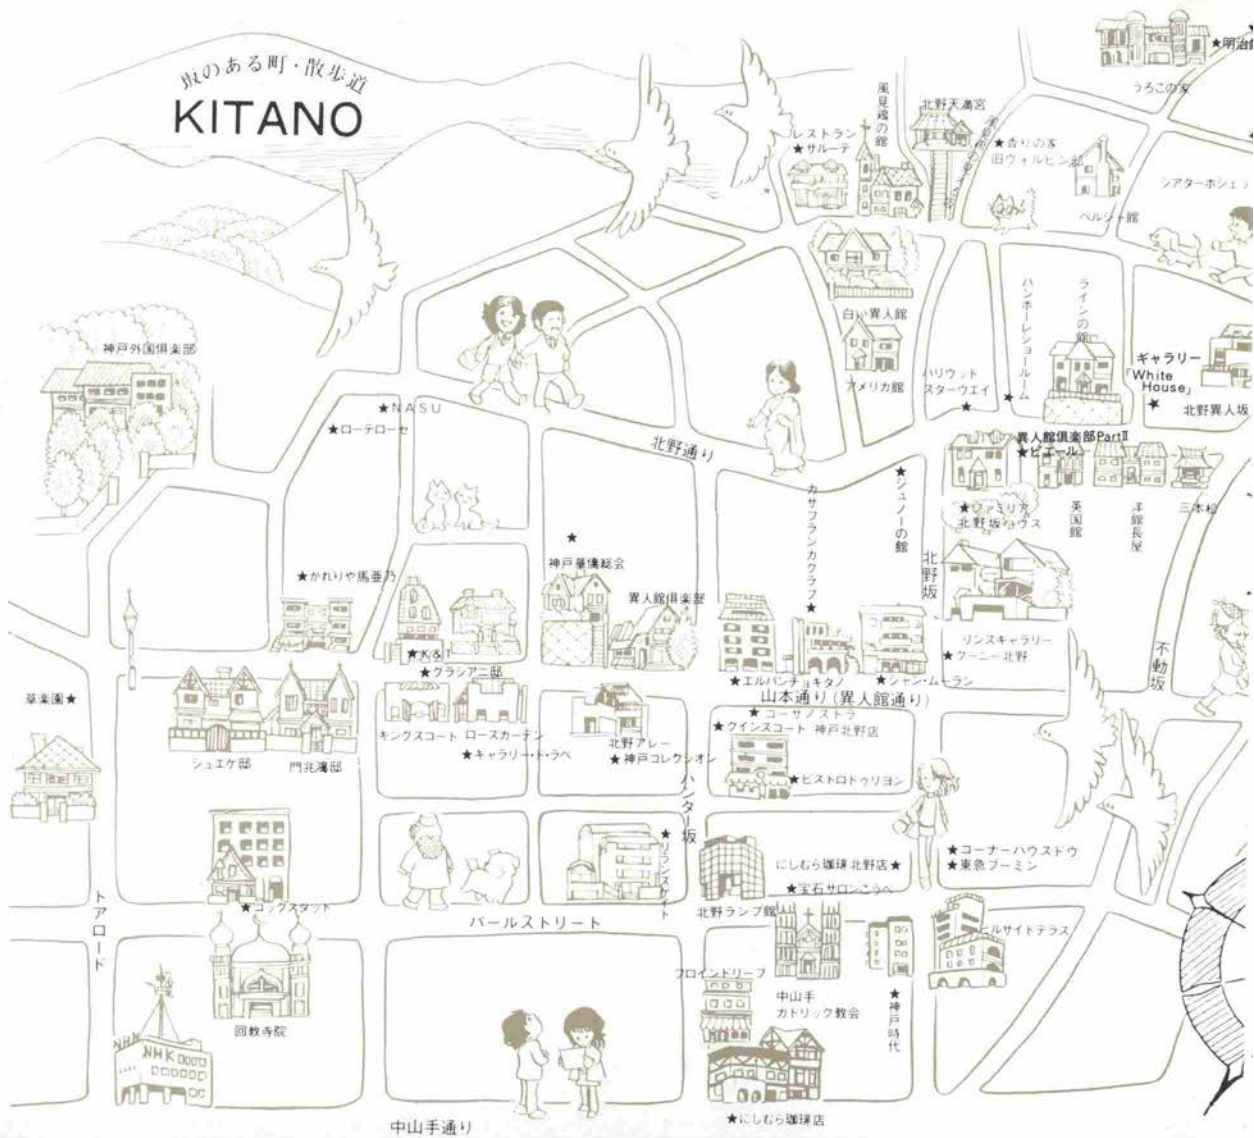 坂のある町・散歩道
KITANO
★明治館
うろこの家
風見鶏の館
北野天満宮
レストラン
★サルーテ
★香りの家
ペルシャ館
白い異人館
アメリカ館
ハリウッド
スターウエイ
★
バンホーレショールーム
★
ラインの館
ギャラリー
「White
House」
★
北野異人坂
神戸外国倶楽部
★NASU
★ローテローゼ
北野通り
異人館倶楽部PartⅡ
★ピエール
★ファミリア
北野坂ハウス
英国館
洋館長屋
三本松
★ジュノーの館
カサブランカクラブ
★
北野坂
★かれりや馬亜乃
★
神戸華僑総会
異人館倶楽部
リンズギャラリー
★クーニー北野
不動坂
★K&T
★グラシアニ邸
★エルパンチョキタノ
★ジャン・ムーラン
山本通り(異人館通り)
草楽園★
シュエケ邸
門兆鴻邸
キングスコート
ローズガーデン
★ギャラリー・ド・ラペ
北野アレー
★神戸コレクシオン
★コーサノストラ
★クインスコート 神戸北野店
★ビストロドゥリヨン
ハンター坂
★リランズゲイト
にしむら珈琲北野店★
★コーナーハウスドウ
★東急プーミン
★宝石サロンこうべ
北野ランプ館
トアロード
★コックスタット
パールストリート
ヒルサイドテラス
フロインドリーブ
中山手
カトリック教会
★神戸時代
回教寺院
NHK
NHK
★にしむら珈琲店
中山手通り